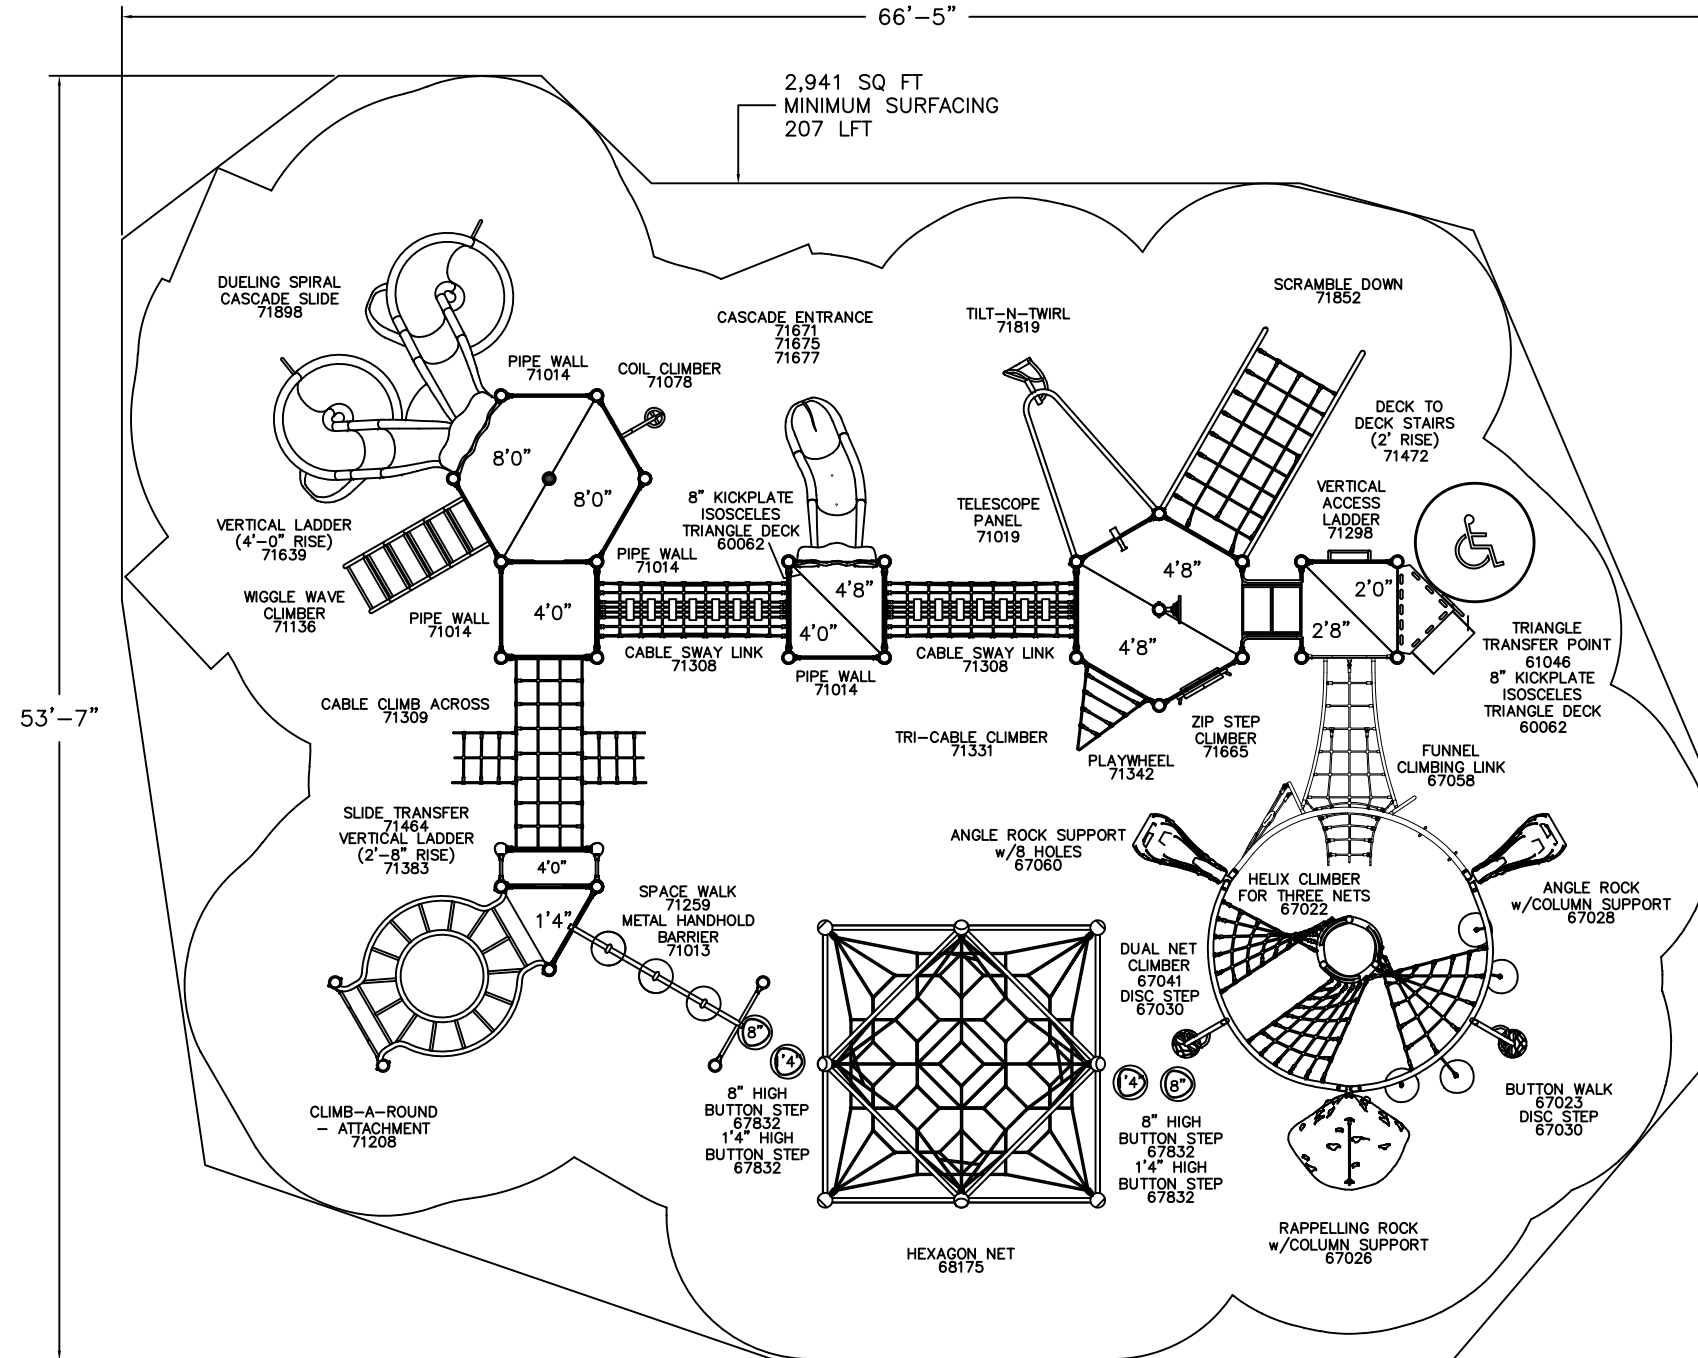 66'-5"
2,941 SQ FT
MINIMUM SURFACING
207 LFT
53'-7"
DUELING SPIRAL
CASCADE SLIDE
71898
PIPE WALL
71014
COIL CLIMBER
71078
CASCADE ENTRANCE
71671
71675
71677
TILT-N-TWIRL
71819
SCRAMBLE DOWN
71852
DECK TO
DECK STAIRS
(2' RISE)
71472
8'0"
8'0"
VERTICAL LADDER
(4'-0" RISE)
71639
WIGGLE WAVE
CLIMBER
71136
PIPE WALL
71014
4'0"
PIPE WALL
71014
8" KICKPLATE
ISOSCELES
TRIANGLE DECK
60062
4'8"
4'0"
CABLE SWAY LINK
71308
PIPE WALL
71014
CABLE SWAY LINK
71308
TELESCOPE
PANEL
71019
4'8"
4'8"
VERTICAL
ACCESS
LADDER
71298
2'0"
2'8"
TRIANGLE
TRANSFER POINT
61046
8" KICKPLATE
ISOSCELES
TRIANGLE DECK
60062
CABLE CLIMB ACROSS
71309
TRI-CABLE CLIMBER
71331
PLAYWHEEL
71342
ZIP STEP
CLIMBER
71665
FUNNEL
CLIMBING LINK
67058
SLIDE TRANSFER
71464
VERTICAL LADDER
(2'-8" RISE)
71383
4'0"
1'4"
SPACE WALK
71259
METAL HANDHOLD
BARRIER
71013
ANGLE ROCK SUPPORT
w/8 HOLES
67060
HELIX CLIMBER
FOR THREE NETS
67022
ANGLE ROCK
w/COLUMN SUPPORT
67028
DUAL NET
CLIMBER
67041
DISC STEP
67030
8"
1'4"
1'4"
8"
CLIMB-A-ROUND
- ATTACHMENT
71208
8" HIGH
BUTTON STEP
67832
1'4" HIGH
BUTTON STEP
67832
8" HIGH
BUTTON STEP
67832
1'4" HIGH
BUTTON STEP
67832
BUTTON WALK
67023
DISC STEP
67030
HEXAGON NET
68175
RAPPELLING ROCK
w/COLUMN SUPPORT
67026